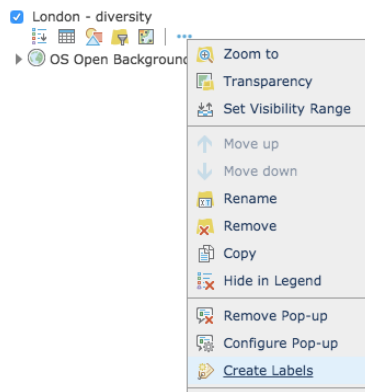 London - diversity
OS Open Background
Zoom to
Transparency
Set Visibility Range
Move up
Move down
Rename
Remove
Copy
Hide in Legend
Remove Pop-up
Configure Pop-up
Create Labels